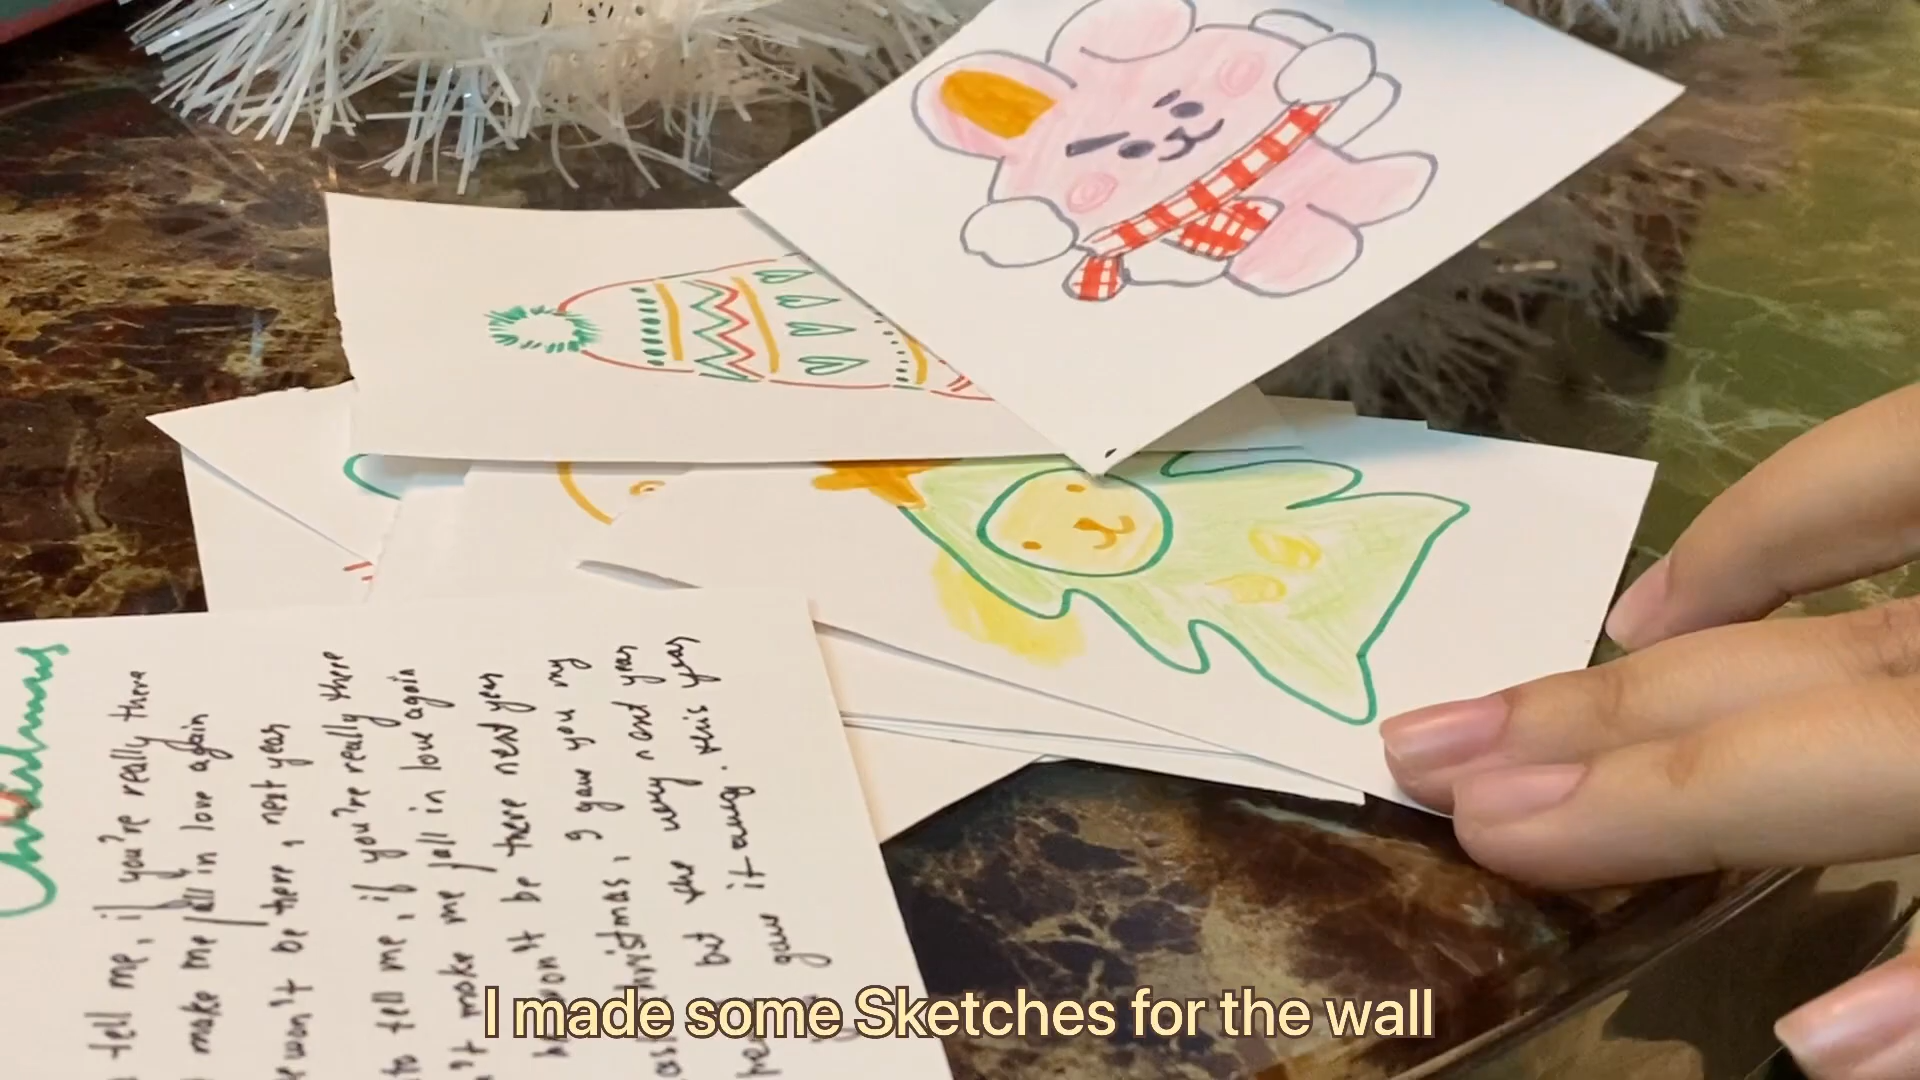 tell me, if you're really there
make me fall in love again
won't be there, next year
to tell me, if you're really there
make me fall in love again
won't be there next year
christmas, I gave you my
but the very next year
gave it away. this year
I made some Sketches for the wall